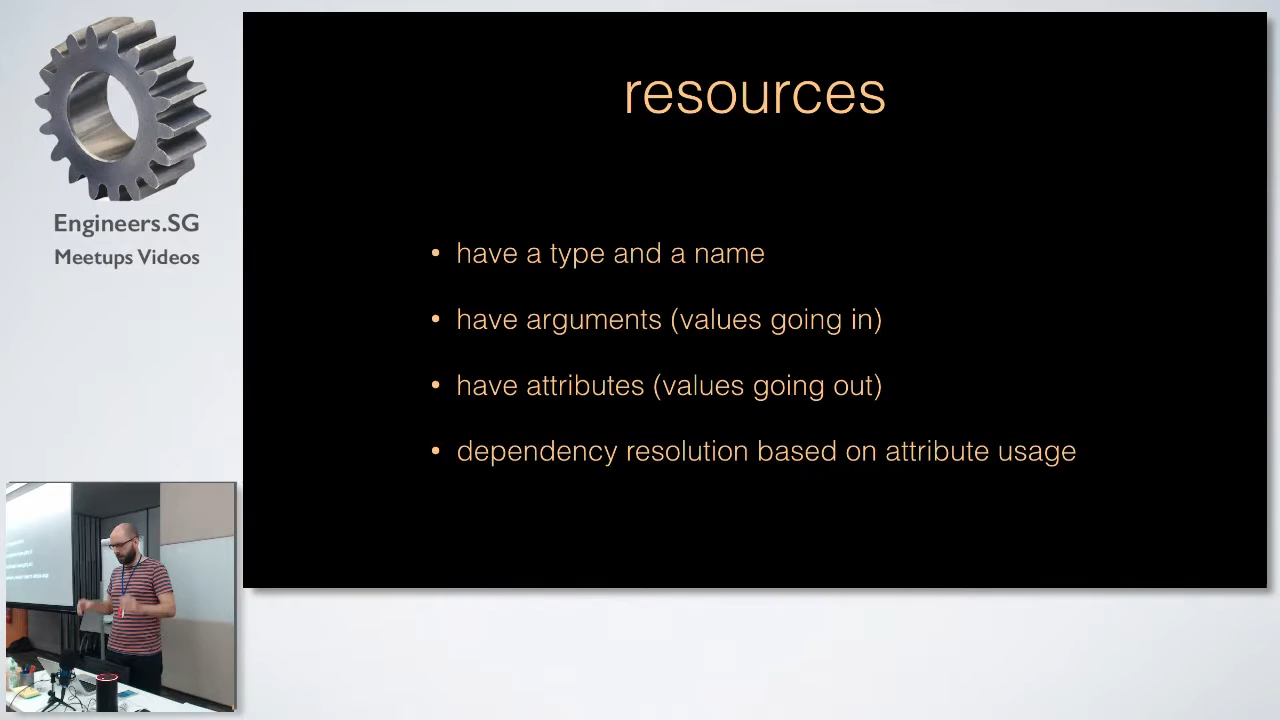 Engineers.SG
Meetups Videos
resources
• have a type and a name
• have arguments (values going in)
• have attributes (values going out)
• dependency resolution based on attribute usage